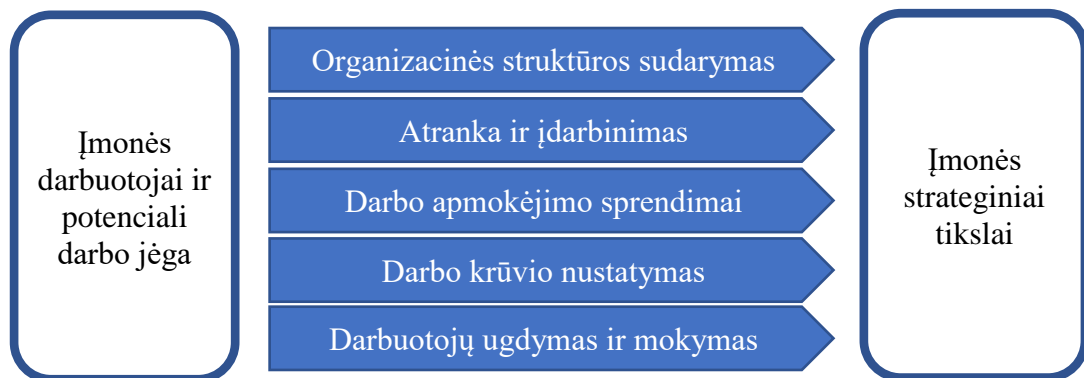 Įmonės
darbuotojai ir
potenciali
darbo jėga
Organizacinės struktūros sudarymas
Atranka ir įdarbinimas
Darbo apmokėjimo sprendimai
Darbo krūvio nustatymas
Darbuotojų ugdymas ir mokymas
Įmonės
strateginiai
tikslai